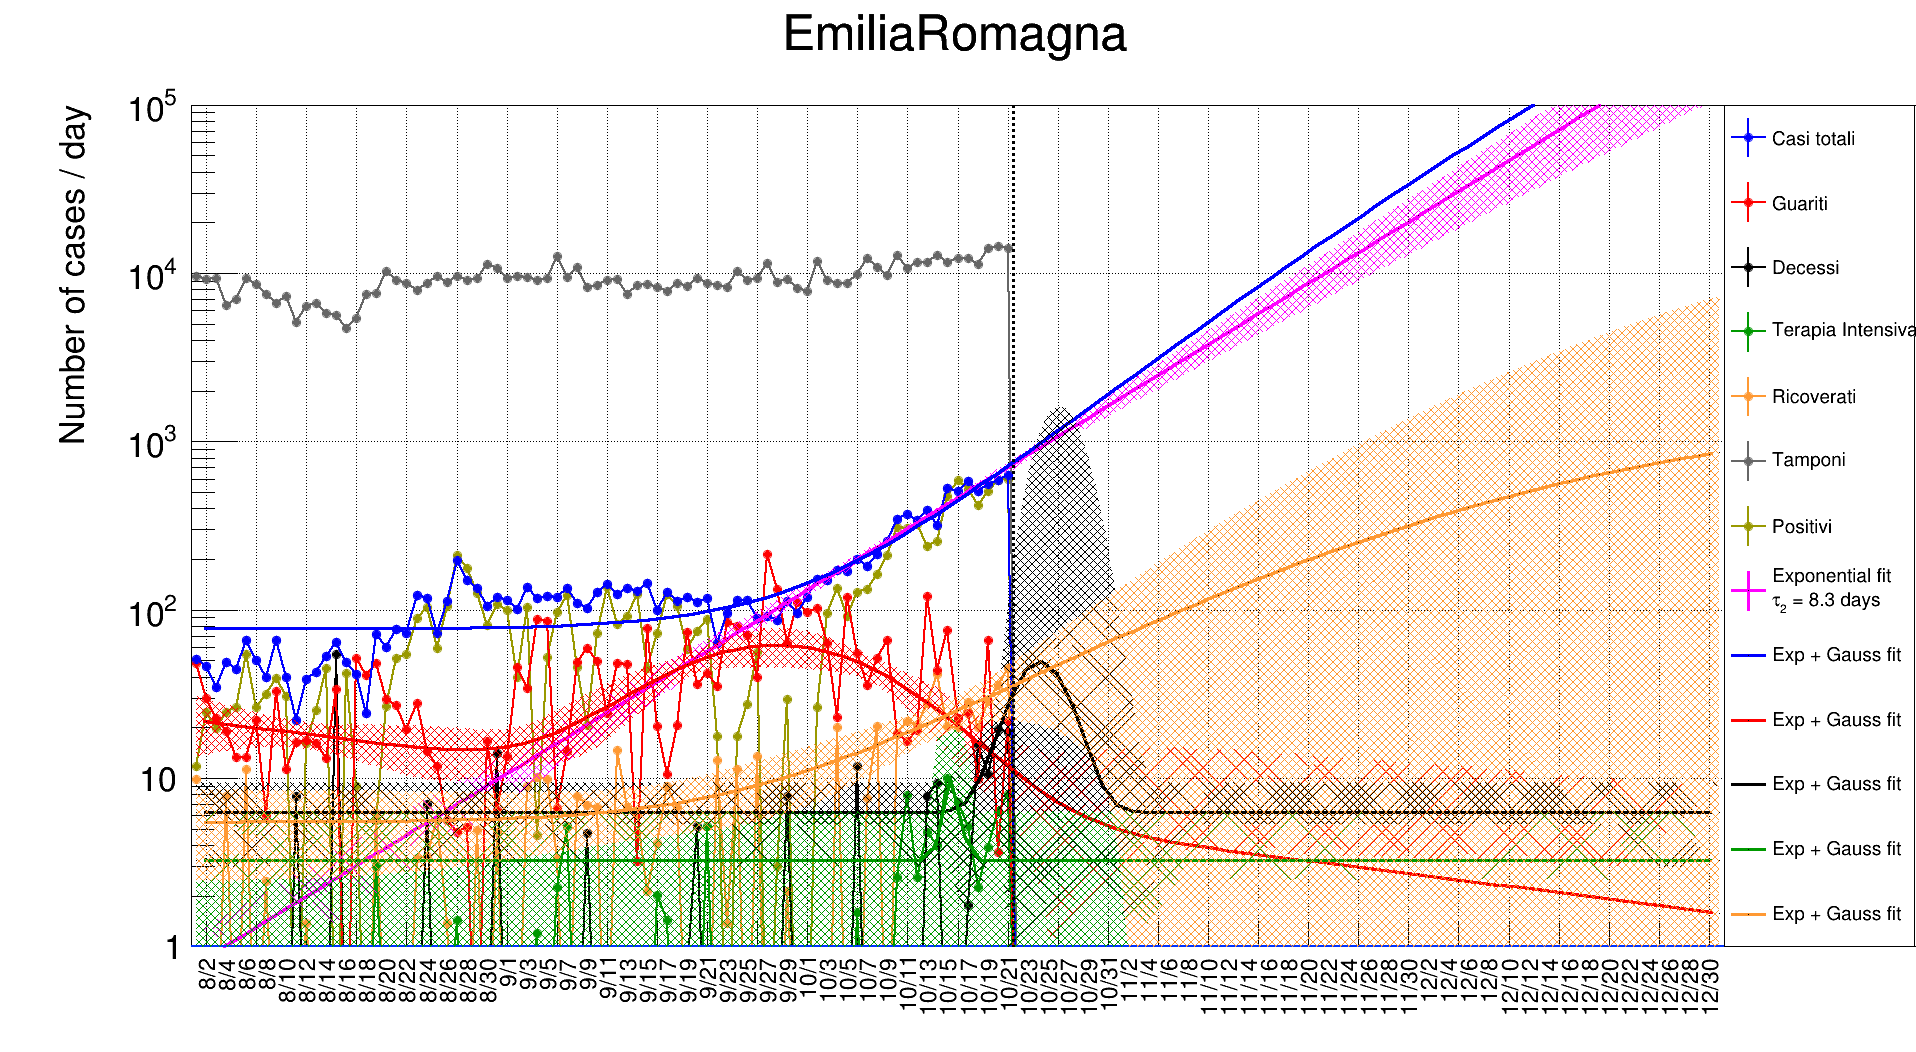 EmiliaRomagna
Number of cases / day
10^5
10^4
10^3
10^2
10
1
8/2 8/4 8/6 8/8 8/10 8/12 8/14 8/16 8/18 8/20 8/22 8/24 8/26 8/28 8/30 9/1 9/3 9/5 9/7 9/9 9/11 9/13 9/15 9/17 9/19 9/21 9/23 9/25 9/27 9/29 10/1 10/3 10/5 10/7 10/9 10/11 10/13 10/15 10/17 10/19 10/21 10/23 10/25 10/27 10/29 10/31 11/2 11/4 11/6 11/8 11/10 11/12 11/14 11/16 11/18 11/20 11/22 11/24 11/26 11/28 11/30 12/2 12/4 12/6 12/8 12/10 12/12 12/14 12/16 12/18 12/20 12/22 12/24 12/26 12/28 12/30
Casi totali
Guariti
Decessi
Terapia Intensiva
Ricoverati
Tamponi
Positivi
Exponential fit
τ₂ = 8.3 days
Exp + Gauss fit
Exp + Gauss fit
Exp + Gauss fit
Exp + Gauss fit
Exp + Gauss fit